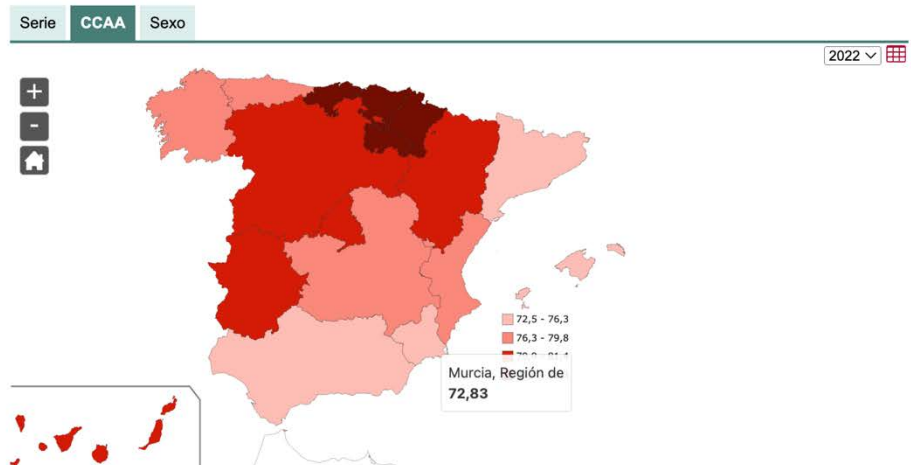 Serie
CCAA
Sexo
2022
+
-
72,5 - 76,3
76,3 - 79,8
Murcia, Región de
72,83